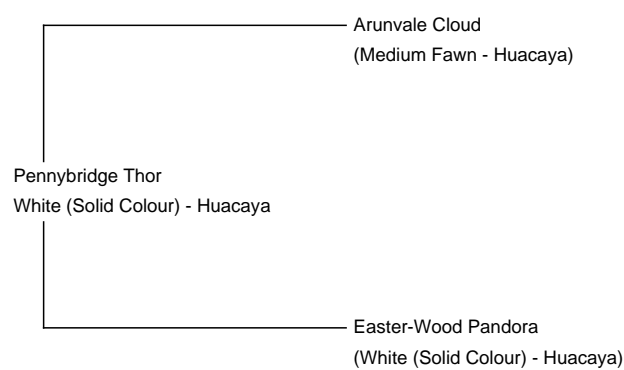 Arunvale Cloud
(Medium Fawn - Huacaya)
Pennybridge Thor
White (Solid Colour) - Huacaya
Easter-Wood Pandora
(White (Solid Colour) - Huacaya)